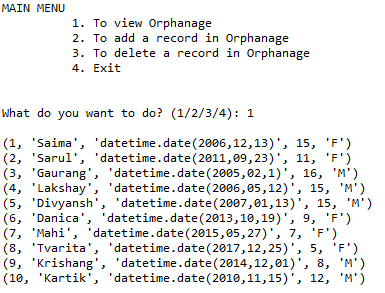 MAIN MENU
1. To view Orphanage
2. To add a record in Orphanage
3. To delete a record in Orphanage
4. Exit
What do you want to do? (1/2/3/4): 1
(1, 'Saima', 'datetime.date(2006,12,13)', 15, 'F')
(2, 'Sarul', 'datetime.date(2011,09,23)', 11, 'F')
(3, 'Gaurang', 'datetime.date(2005,02,1)', 16, 'M')
(4, 'Lakshay', 'datetime.date(2006,05,12)', 15, 'M')
(5, 'Divyansh', 'datetime.date(2007,01,13)', 15, 'M')
(6, 'Danica', 'datetime.date(2013,10,19)', 9, 'F')
(7, 'Mahi', 'datetime.date(2015,05,27)', 7, 'F')
(8, 'Tvarita', 'datetime.date(2017,12,25)', 5, 'F')
(9, 'Krishang', 'datetime.date(2014,12,01)', 8, 'M')
(10, 'Kartik', 'datetime.date(2010,11,15)', 12, 'M')